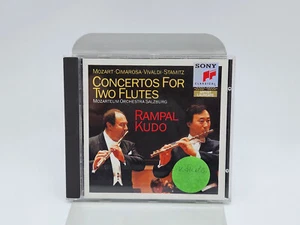 MOZART·CIMAROSA·VIVALDI·STAMITZ
CONCERTOS FOR
TWO FLUTES
MOZARTEUM ORCHESTRA SALZBURG
RAMPAL
KUDO
SONY
CLASSICAL